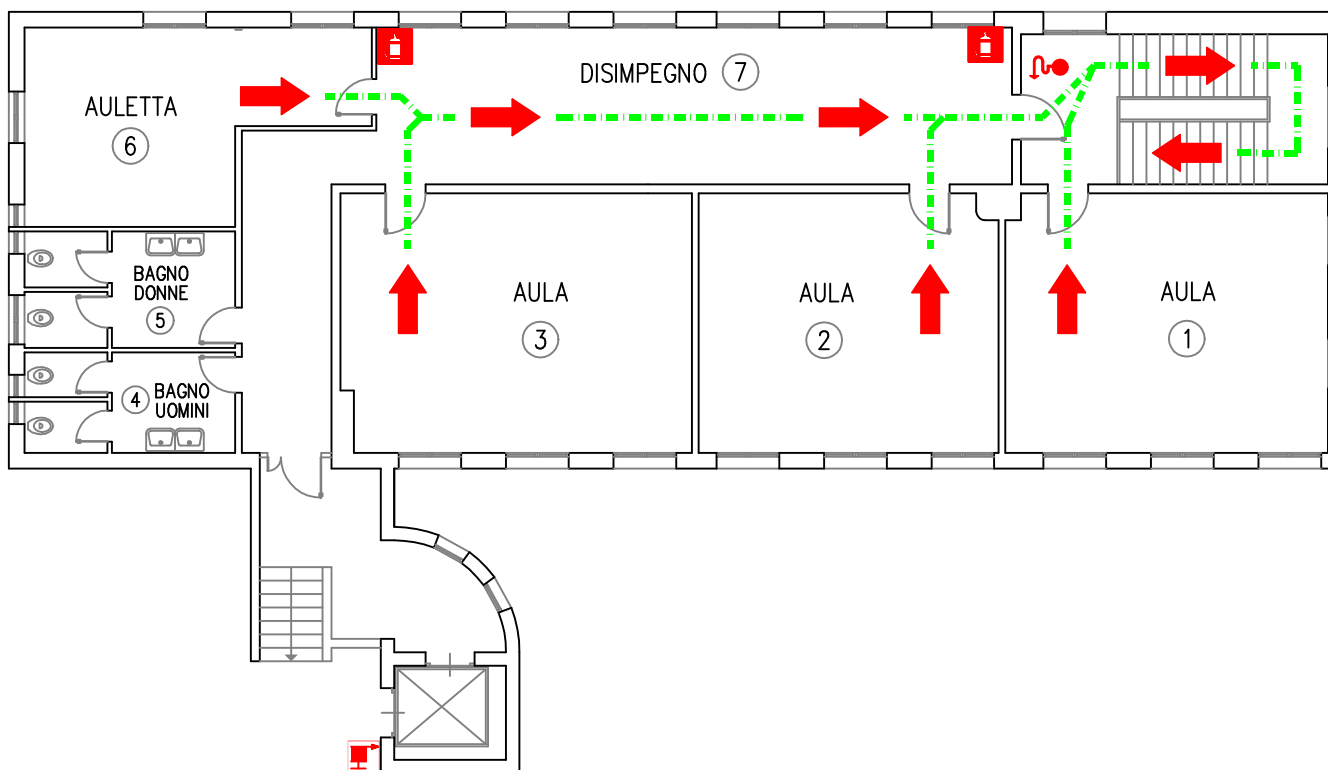 DISIMPEGNO 7
AULETTA
6
BAGNO
DONNE
5
4 BAGNO
UOMINI
AULA
3
AULA
2
AULA
1